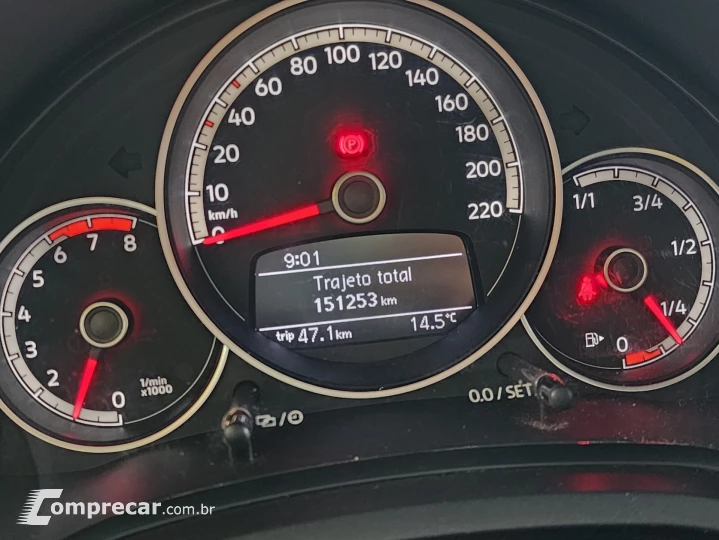 0 10 20 40 60 80 100 120 140 160 180 200 220
km/h
(P)
0 2 3 4 5 6 7 8
1/min
x1000
9:01
Trajeto total
151253 km
trip 47.1 km 14.5°C
1/1 3/4 1/2 1/4 0
0.0 / SET
Comprecar.com.br